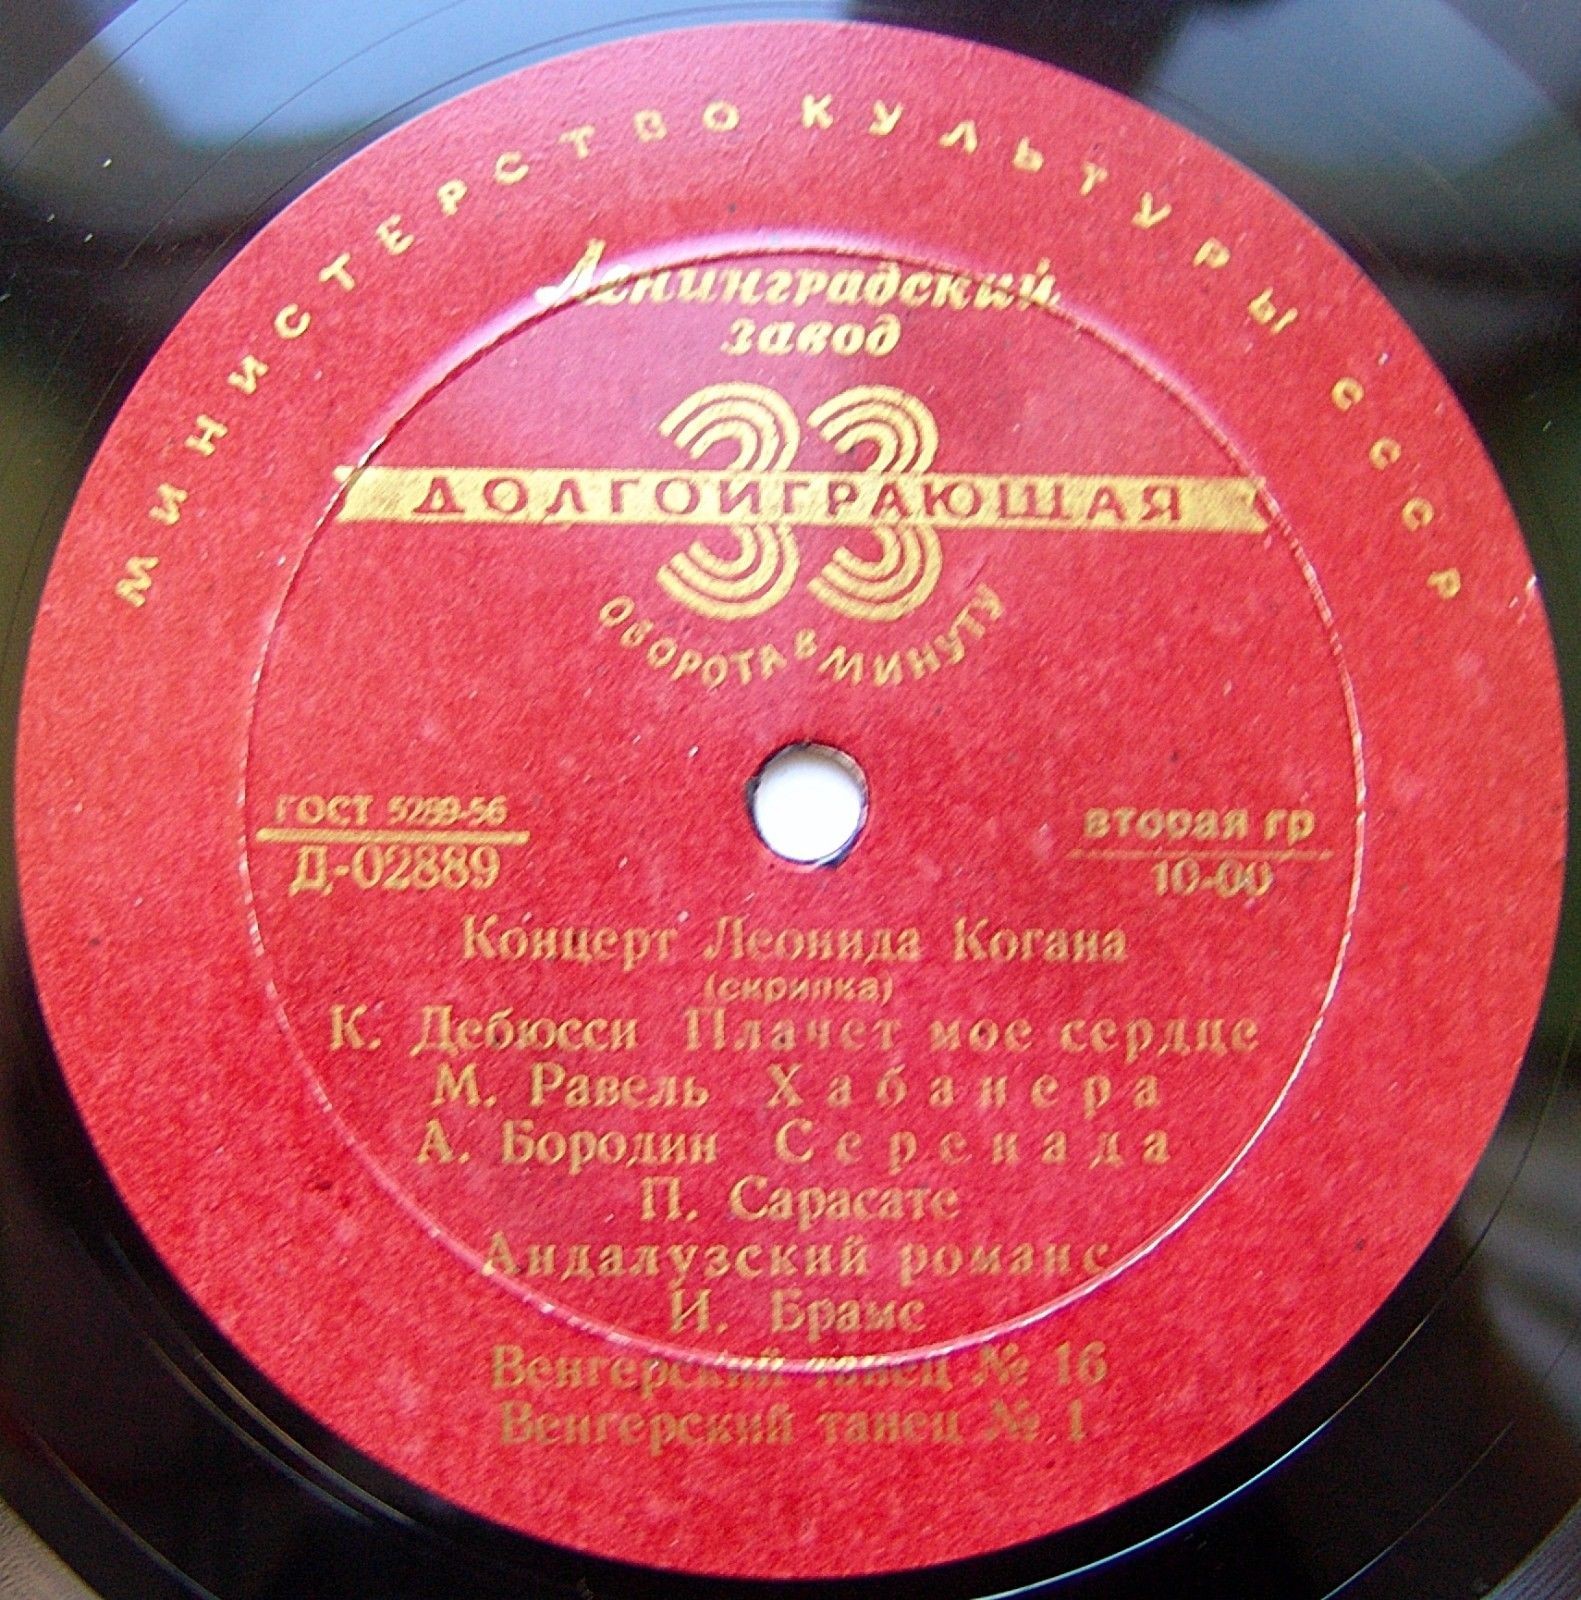 МИНИСТЕРСТВО КУЛЬТУРЫ СССР
Ленинградский
завод
33
ДОЛГОИГРАЮЩАЯ
ОБОРОТА В МИНУТУ
ГОСТ 5289-56
Д-02889
вторая гр
10-00
Концерт Леонида Когана
(скрипка)
К. Дебюсси Плачет мое сердце
М. Равель Хабанера
А. Бородин Серенада
П. Сарасате
Андалузский романс
И. Брамс
Венгерский танец № 16
Венгерский танец № 1